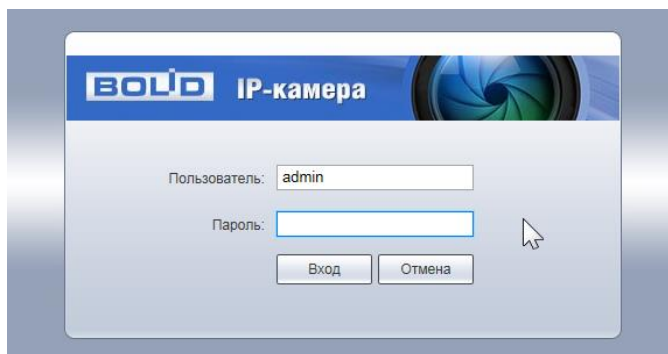 BOLID IP-камера
Пользователь: admin
Пароль:
Вход Отмена